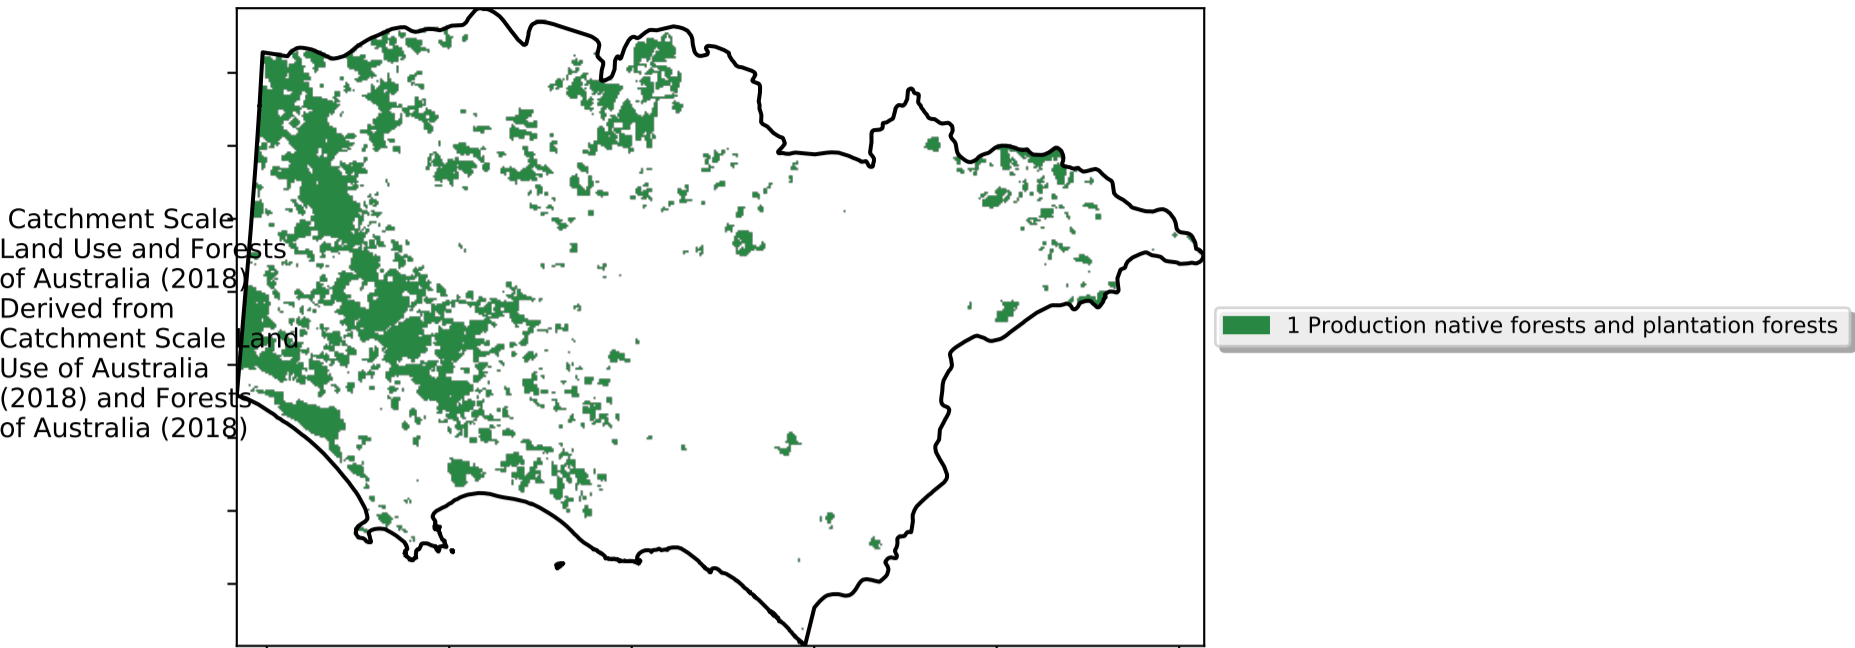 Catchment Scale
Land Use and Forests
of Australia (2018)
Derived from
Catchment Scale Land
Use of Australia
(2018) and Forests
of Australia (2018)
1 Production native forests and plantation forests